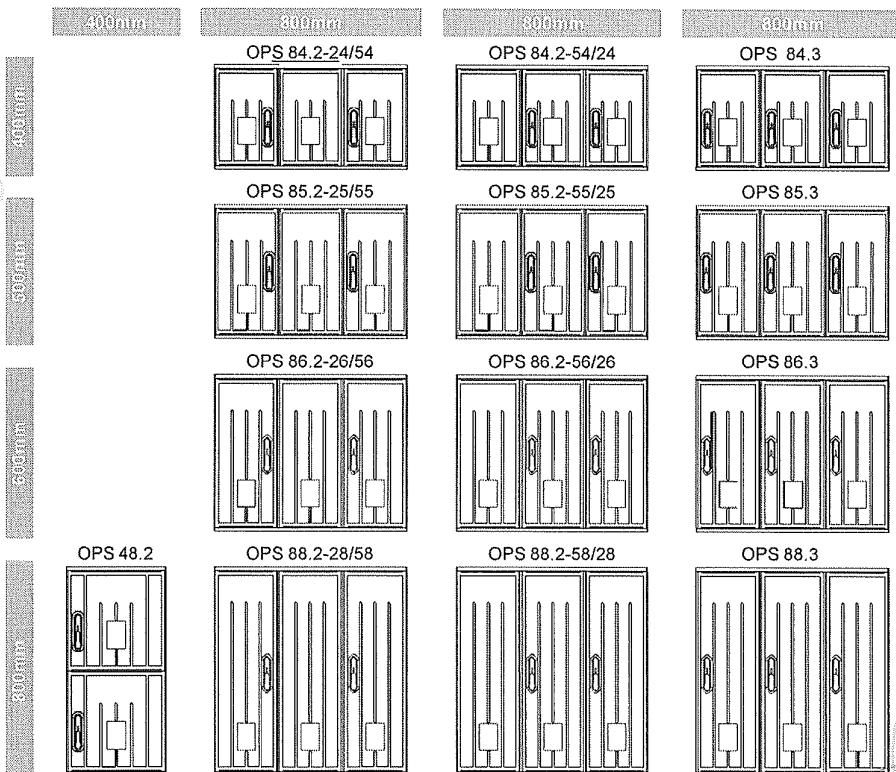 400mm 800mm 800mm 800mm
OPS 84.2-24/54 OPS 84.2-54/24 OPS 84.3
400mm
OPS 85.2-25/55 OPS 85.2-55/25 OPS 85.3
500mm
OPS 86.2-26/56 OPS 86.2-56/26 OPS 86.3
600mm
OPS 48.2 OPS 88.2-28/58 OPS 88.2-58/28 OPS 88.3
800mm